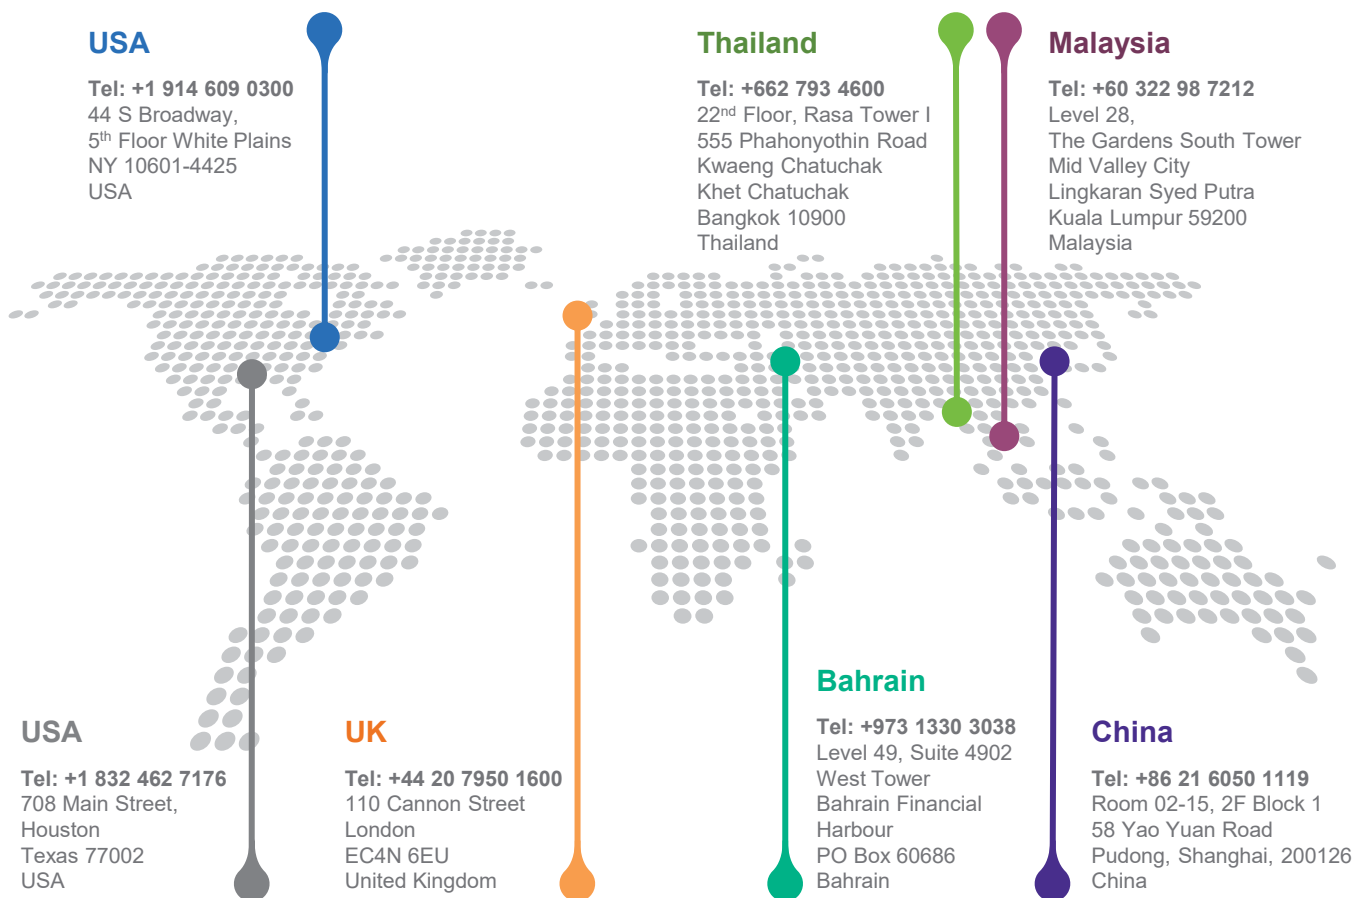 USA
Tel: +1 914 609 0300
44 S Broadway,
5th Floor White Plains
NY 10601-4425
USA
Thailand
Tel: +662 793 4600
22nd Floor, Rasa Tower I
555 Phahonyothin Road
Kwaeng Chatuchak
Khet Chatuchak
Bangkok 10900
Thailand
Malaysia
Tel: +60 322 98 7212
Level 28,
The Gardens South Tower
Mid Valley City
Lingkaran Syed Putra
Kuala Lumpur 59200
Malaysia
USA
Tel: +1 832 462 7176
708 Main Street,
Houston
Texas 77002
USA
UK
Tel: +44 20 7950 1600
110 Cannon Street
London
EC4N 6EU
United Kingdom
Bahrain
Tel: +973 1330 3038
Level 49, Suite 4902
West Tower
Bahrain Financial
Harbour
PO Box 60686
Bahrain
China
Tel: +86 21 6050 1119
Room 02-15, 2F Block 1
58 Yao Yuan Road
Pudong, Shanghai, 200126
China